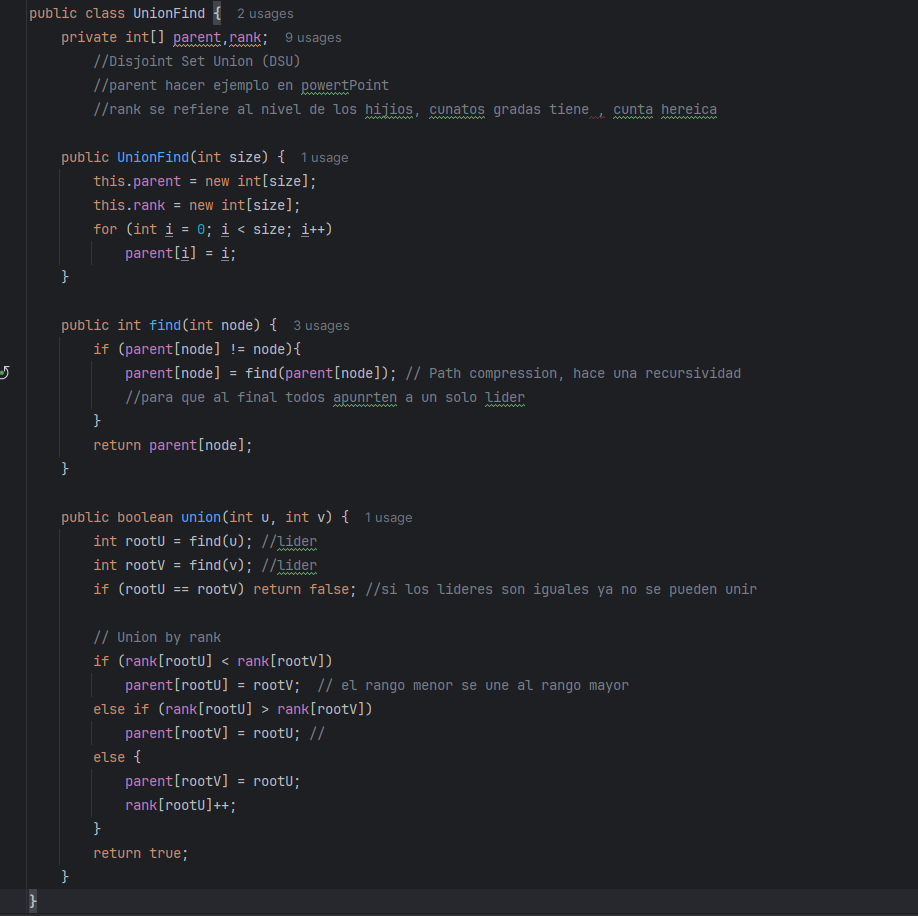 public class UnionFind { 2 usages
private int[] parent,rank; 9 usages
//Disjoint Set Union (DSU)
//parent hacer ejemplo en powertPoint
//rank se refiere al nivel de los hijios, cunatos gradas tiene , cunta hereica
public UnionFind(int size) { 1 usage
this.parent = new int[size];
this.rank = new int[size];
for (int i = 0; i < size; i++)
parent[i] = i;
}
public int find(int node) { 3 usages
if (parent[node] != node){
parent[node] = find(parent[node]); // Path compression, hace una recursividad
//para que al final todos apunrten a un solo lider
}
return parent[node];
}
public boolean union(int u, int v) { 1 usage
int rootU = find(u); //lider
int rootV = find(v); //lider
if (rootU == rootV) return false; //si los lideres son iguales ya no se pueden unir
// Union by rank
if (rank[rootU] < rank[rootV])
parent[rootU] = rootV; // el rango menor se une al rango mayor
else if (rank[rootU] > rank[rootV])
parent[rootV] = rootU; //
else {
parent[rootV] = rootU;
rank[rootU]++;
}
return true;
}
}